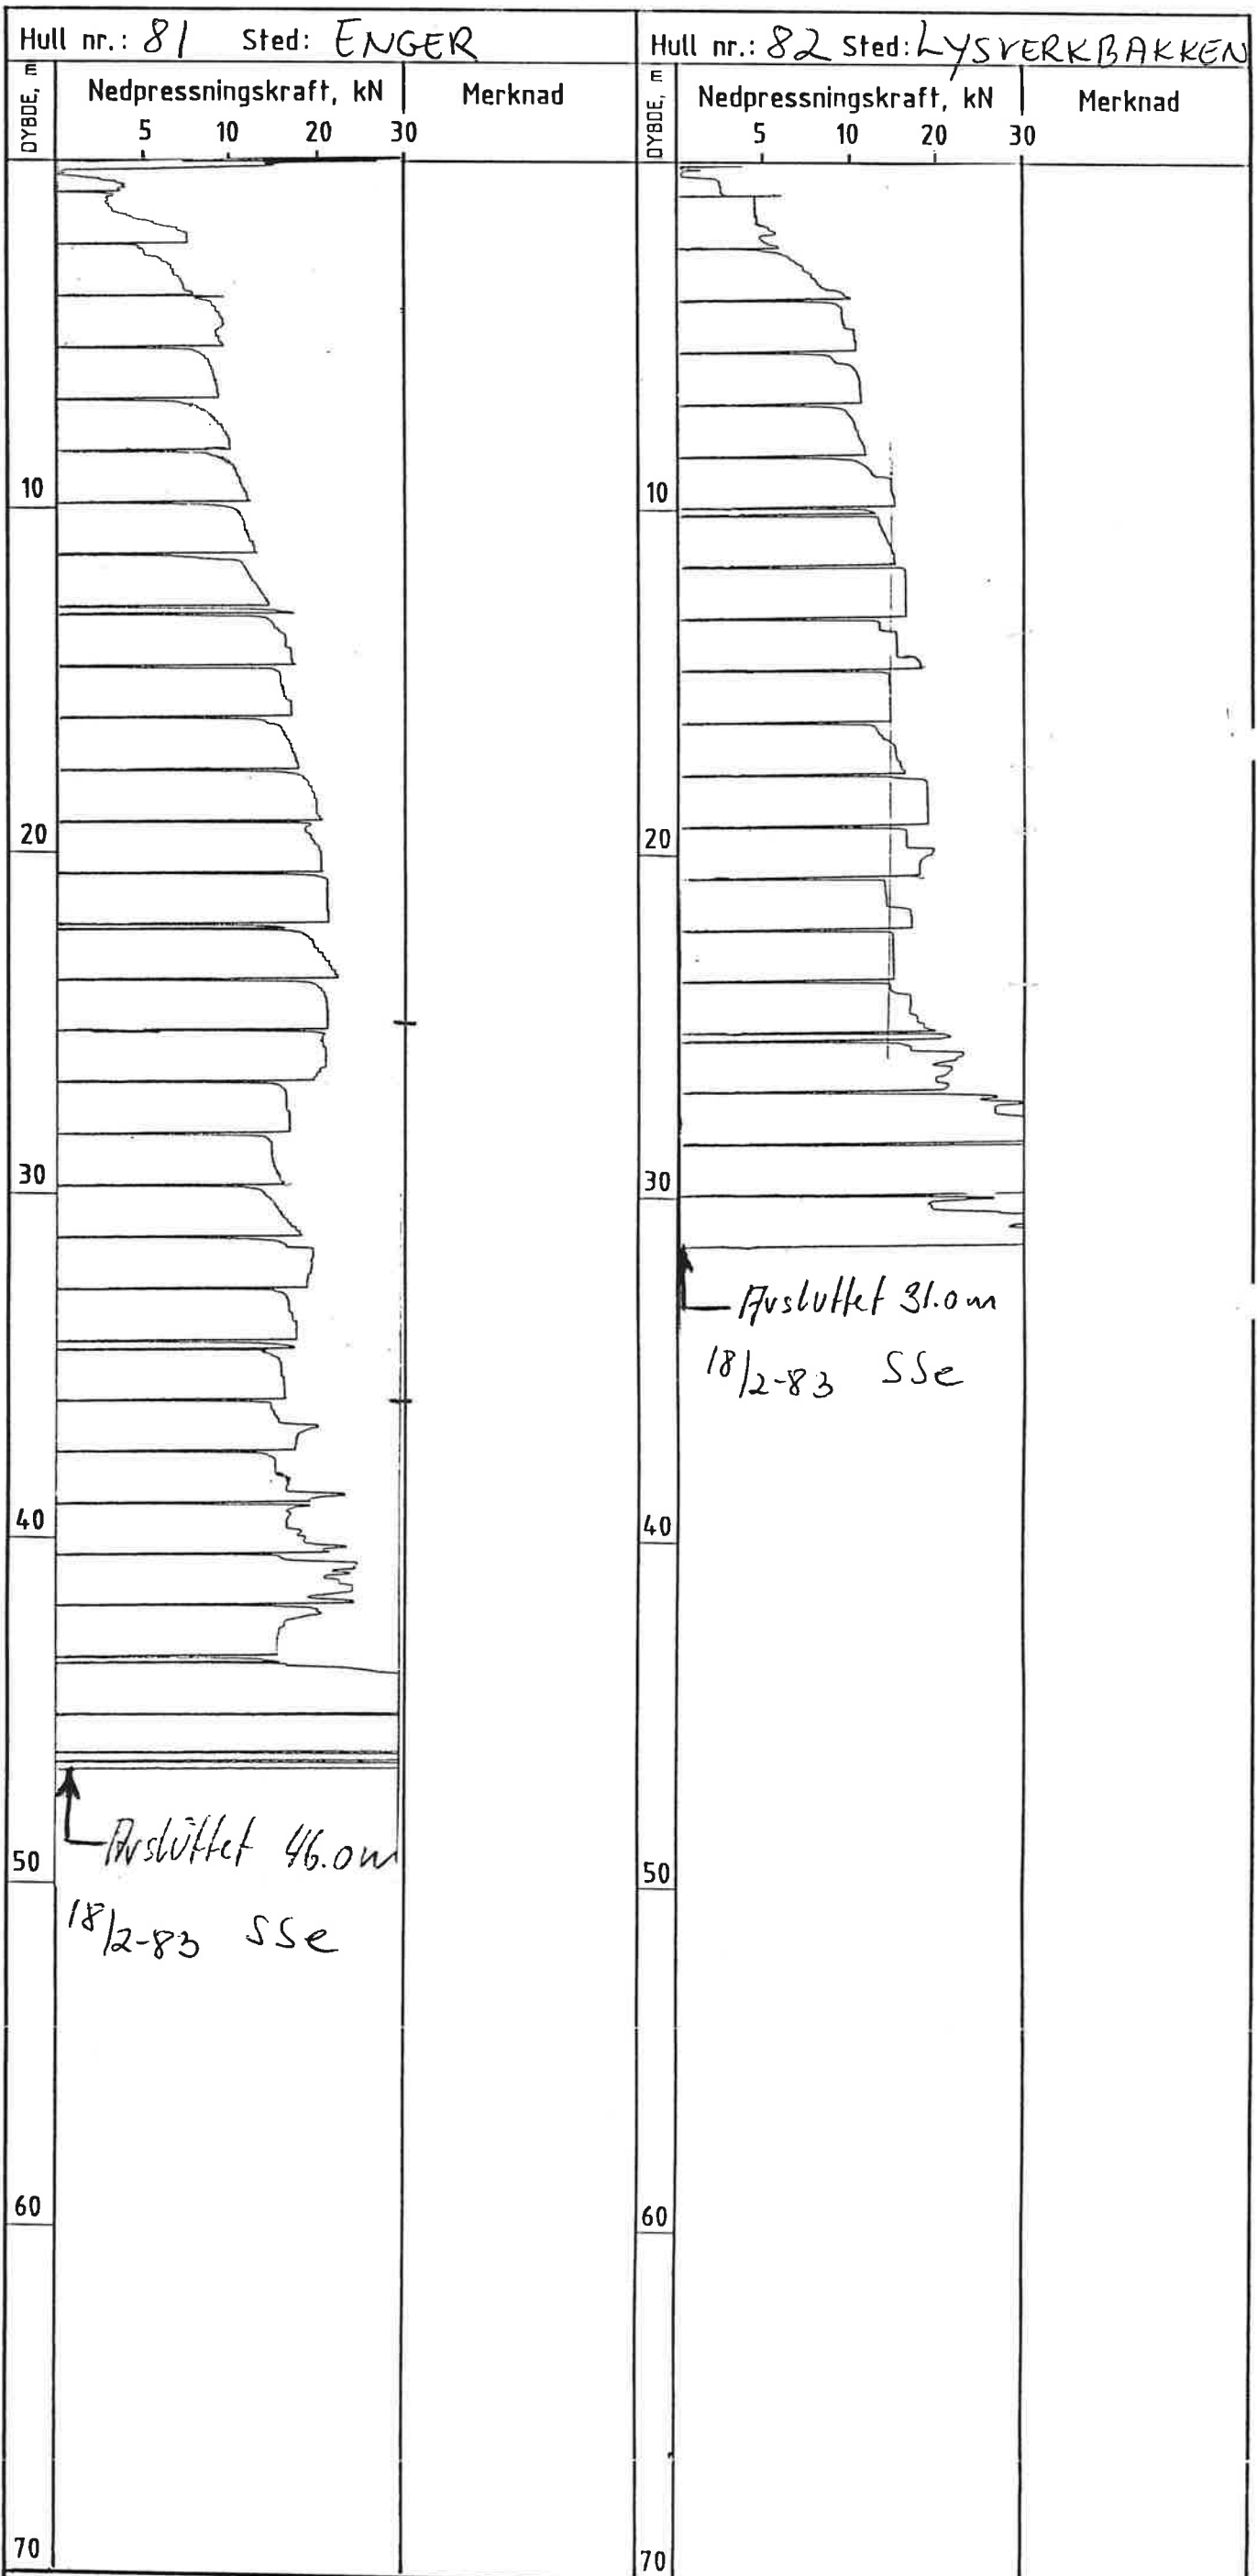 Hull nr.: 81 Sted: ENGER
DYBDE, m
Nedpressningskraft, kN
Merknad
5 10 20 30
10
20
30
40
Avsluttet 46.0 m
50
18/2-83 SSe
60
70
Hull nr.: 82 Sted: LYSVERKBAKKEN
DYBDE, m
Nedpressningskraft, kN
Merknad
5 10 20 30
10
20
30
Avsluttet 31.0 m
18/2-83 SSe
40
50
60
70